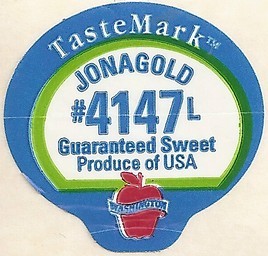 TasteMark™
JONAGOLD
#4147L
Guaranteed Sweet
Produce of USA
WASHINGTON